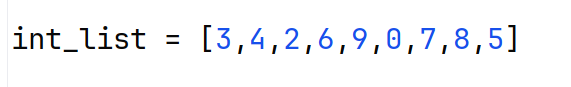 int_list = [3,4,2,6,9,0,7,8,5]